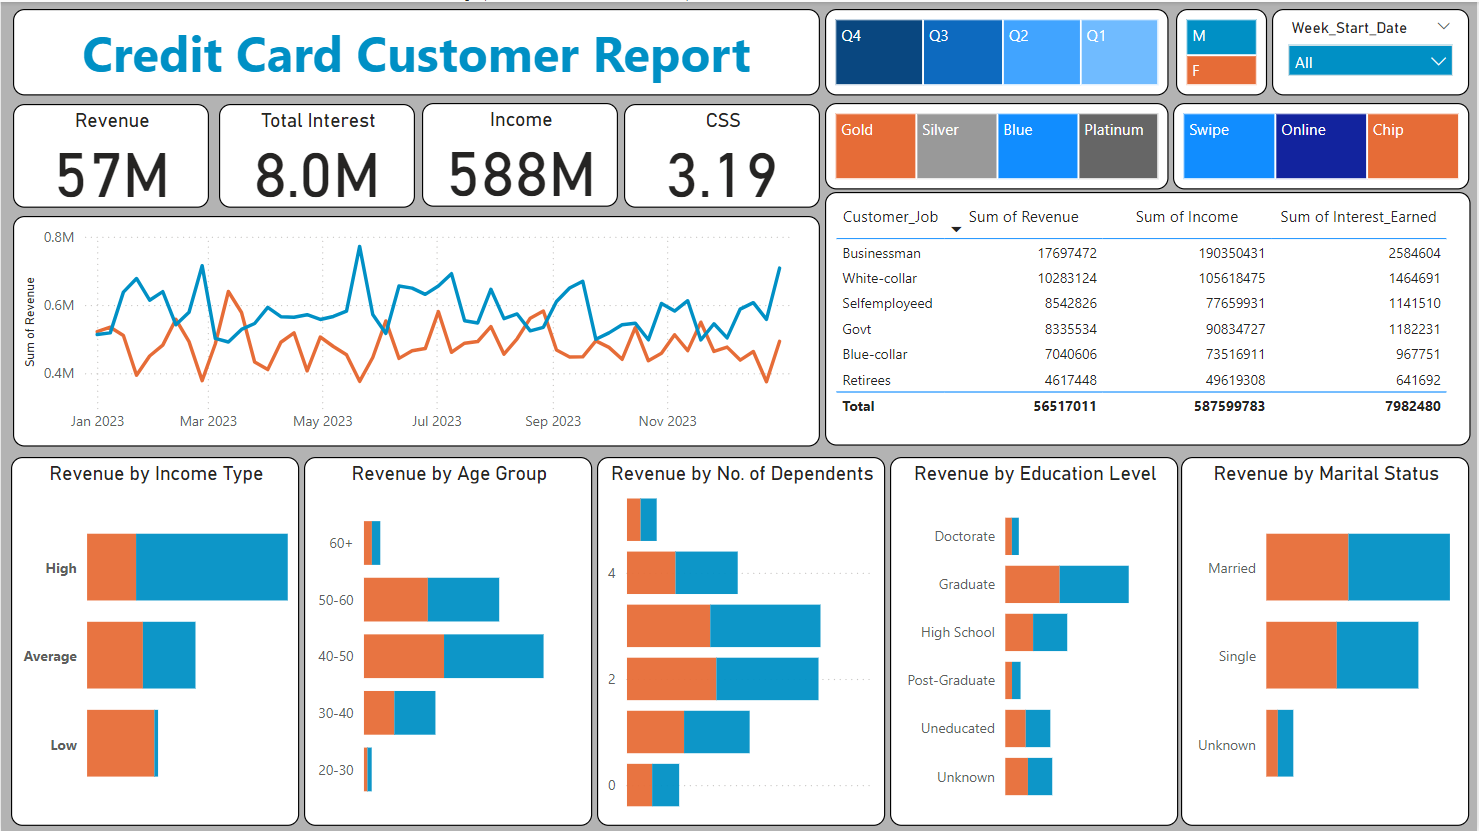 Credit Card Customer Report
Q4
Q3
Q2
Q1
M
F
Week_Start_Date
All
Revenue
57M
Total Interest
8.0M
Income
588M
CSS
3.19
Gold
Silver
Blue
Platinum
Swipe
Online
Chip
Sum of Revenue
0.8M
0.6M
0.4M
Jan 2023 Mar 2023 May 2023 Jul 2023 Sep 2023 Nov 2023
Customer_Job Sum of Revenue Sum of Income Sum of Interest_Earned
Businessman 17697472 190350431 2584604
White-collar 10283124 105618475 1464691
Selfemployeed 8542826 77659931 1141510
Govt 8335534 90834727 1182231
Blue-collar 7040606 73516911 967751
Retirees 4617448 49619308 641692
Total 56517011 587599783 7982480
Revenue by Income Type
High
Average
Low
Revenue by Age Group
60+
50-60
40-50
30-40
20-30
Revenue by No. of Dependents
4
2
0
Revenue by Education Level
Doctorate
Graduate
High School
Post-Graduate
Uneducated
Unknown
Revenue by Marital Status
Married
Single
Unknown